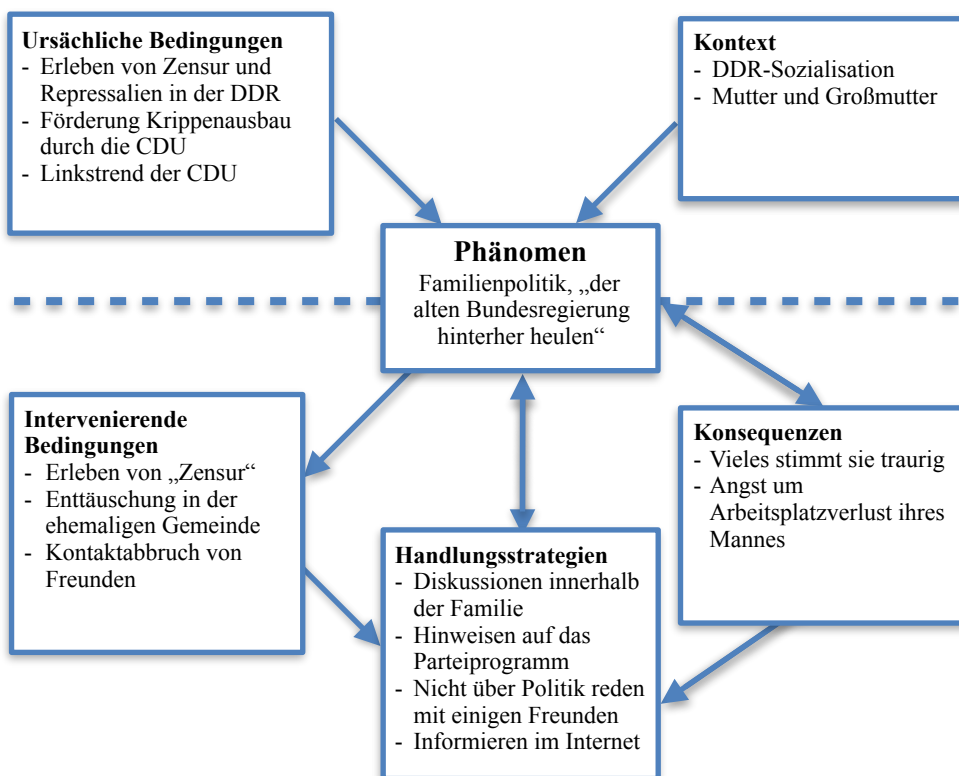 Ursächliche Bedingungen
- Erleben von Zensur und
Repressalien in der DDR
- Förderung Krippenausbau
durch die CDU
- Linkstrend der CDU
Kontext
- DDR-Sozialisation
- Mutter und Großmutter
Phänomen
Familienpolitik, „der
alten Bundesregierung
hinterher heulen“
Intervenierende
Bedingungen
- Erleben von „Zensur“
- Enttäuschung in der
ehemaligen Gemeinde
- Kontaktabbruch von
Freunden
Konsequenzen
- Vieles stimmt sie traurig
- Angst um
Arbeitsplatzverlust ihres
Mannes
Handlungsstrategien
- Diskussionen innerhalb
der Familie
- Hinweisen auf das
Parteiprogramm
- Nicht über Politik reden
mit einigen Freunden
- Informieren im Internet